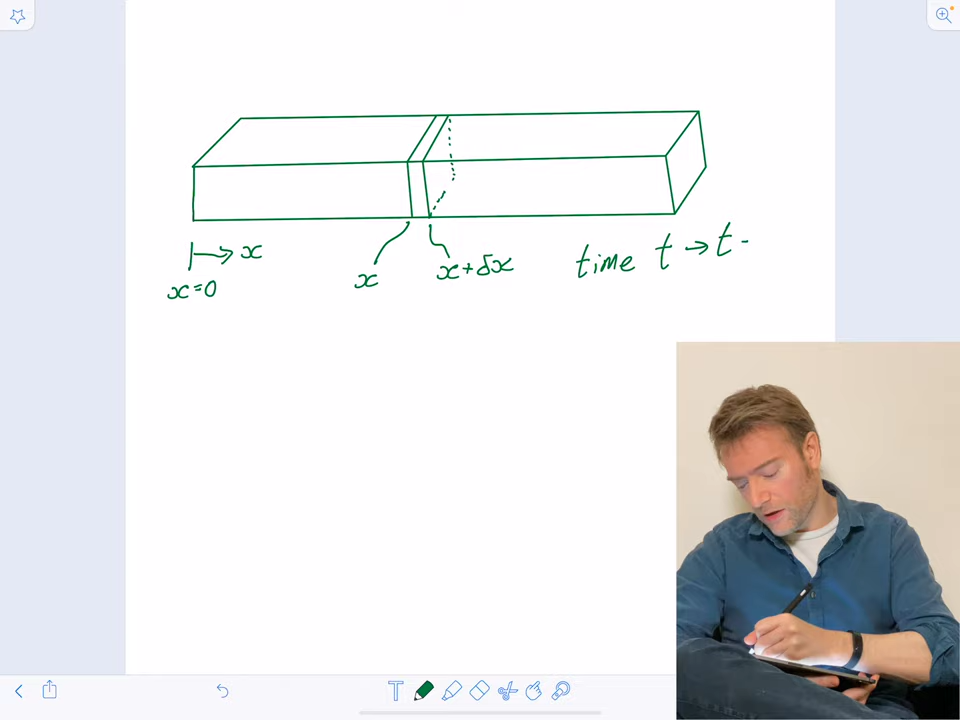 x
x=0
x
x+δx
time t → t -
T